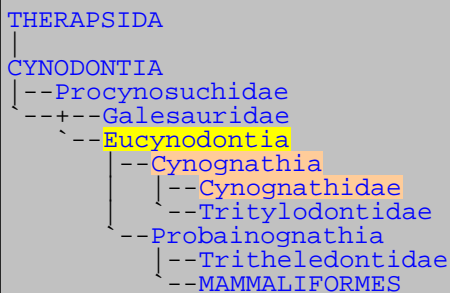 THERAPSIDA
|
CYNODONTIA
|--Procynosuchidae
`--+--Galesauridae
   `--Eucynodontia
      |--Cynognathia
      |  |--Cynognathidae
      |  `--Tritylodontidae
      `--Probainognathia
         |--Tritheledontidae
         `--MAMMALIFORMES